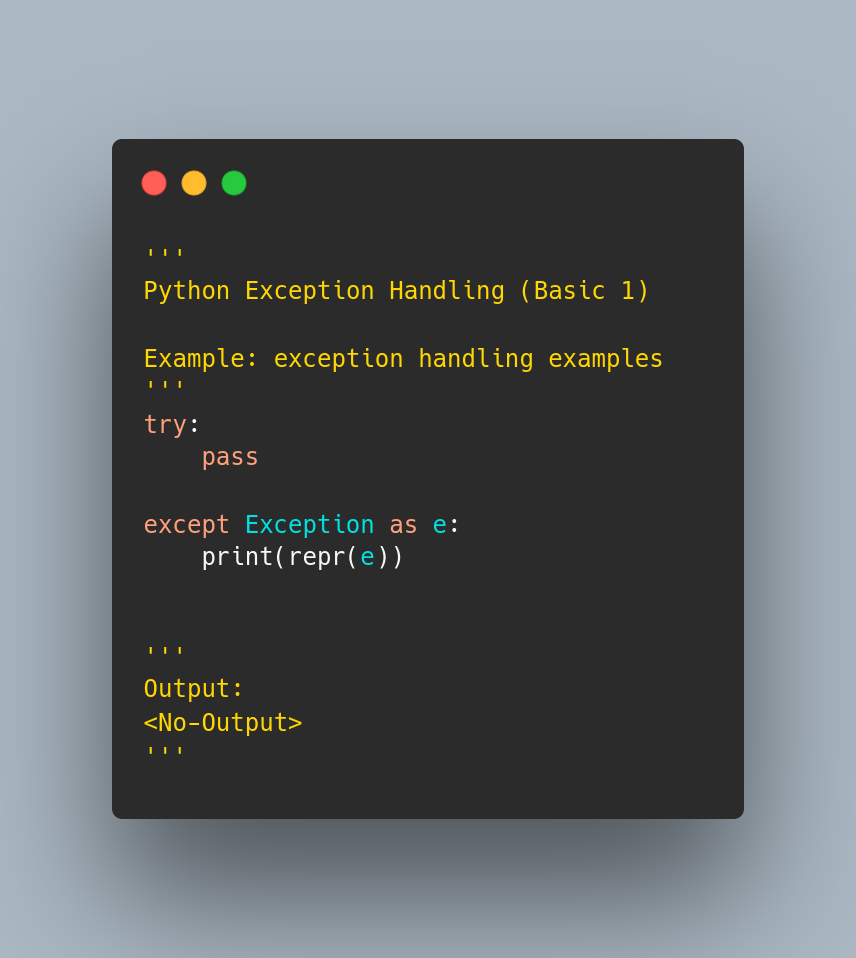 '''
Python Exception Handling (Basic 1)

Example: exception handling examples
'''
try:
    pass

except Exception as e:
    print(repr(e))


'''
Output:
<No-Output>
'''